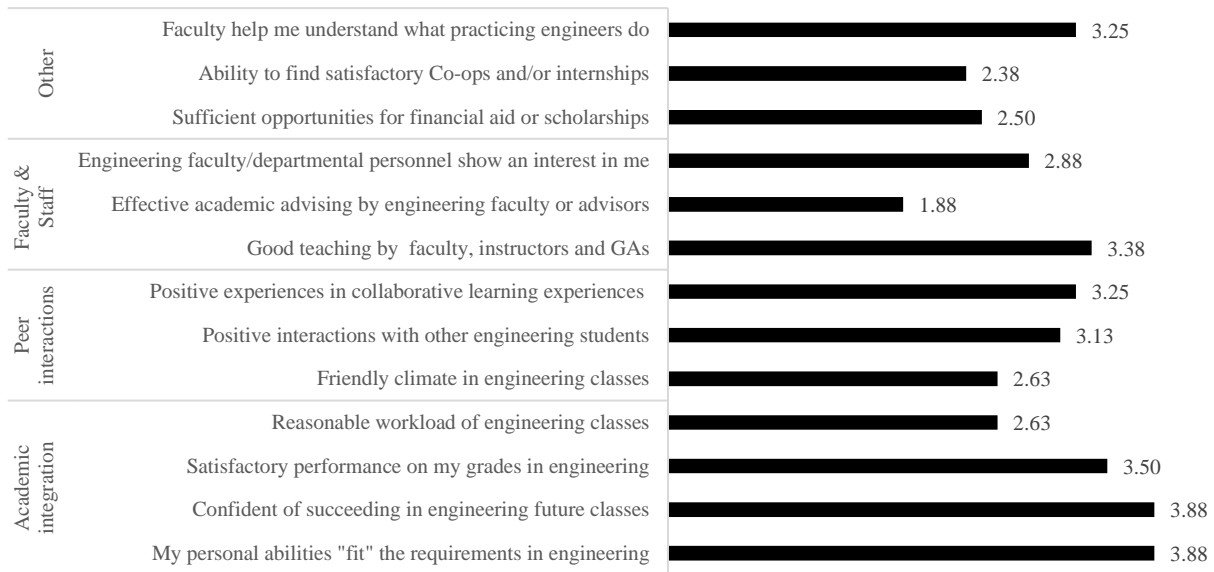 Other
Faculty help me understand what practicing engineers do 3.25
Ability to find satisfactory Co-ops and/or internships 2.38
Sufficient opportunities for financial aid or scholarships 2.50
Faculty &
Staff
Engineering faculty/departmental personnel show an interest in me 2.88
Effective academic advising by engineering faculty or advisors 1.88
Good teaching by faculty, instructors and GAs 3.38
Peer
interactions
Positive experiences in collaborative learning experiences 3.25
Positive interactions with other engineering students 3.13
Friendly climate in engineering classes 2.63
Academic
integration
Reasonable workload of engineering classes 2.63
Satisfactory performance on my grades in engineering 3.50
Confident of succeeding in engineering future classes 3.88
My personal abilities "fit" the requirements in engineering 3.88